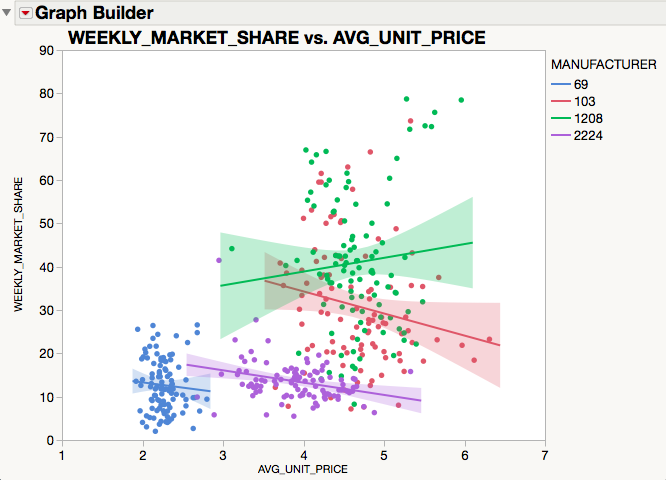 Graph Builder
WEEKLY_MARKET_SHARE vs. AVG_UNIT_PRICE
90
80
70
60
50
40
30
20
10
0
WEEKLY_MARKET_SHARE
1 2 3 4 5 6 7
AVG_UNIT_PRICE
MANUFACTURER
69
103
1208
2224